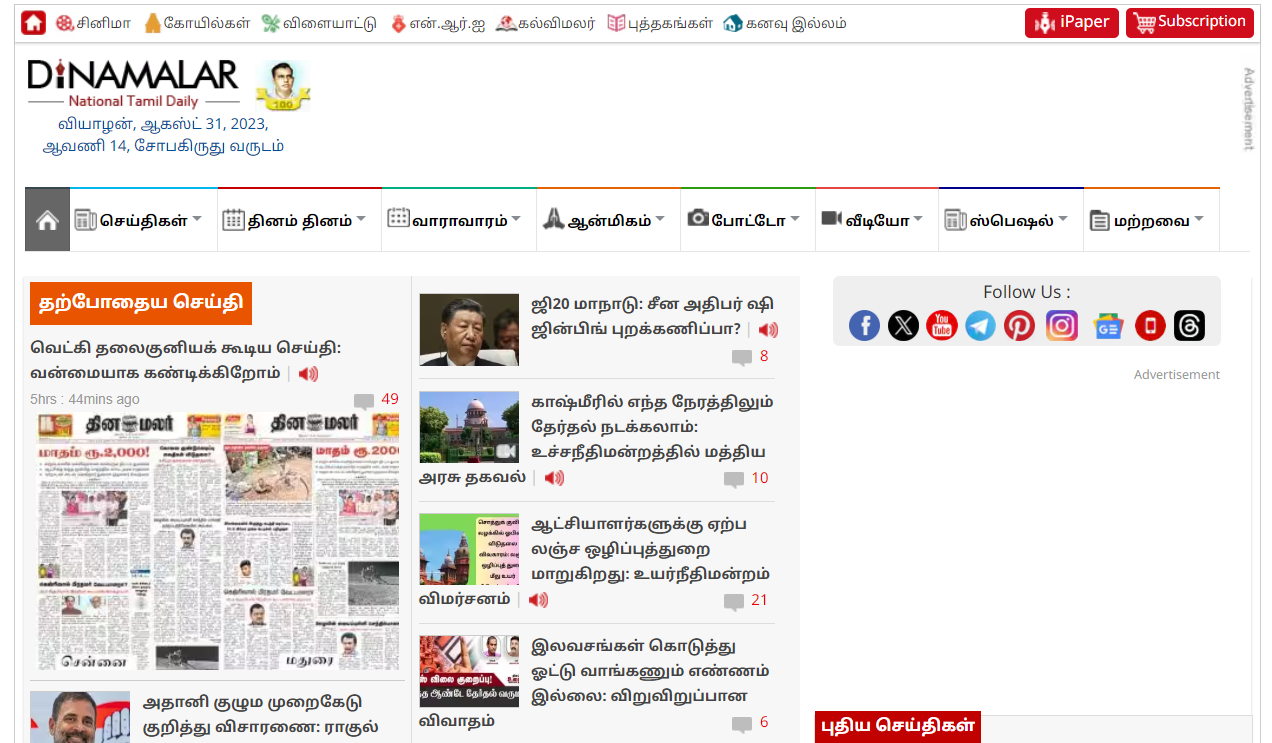 சினிமா கோயில்கள் விளையாட்டு என்.ஆர்.ஐ கல்விமலர் புத்தகங்கள் கனவு இல்லம் iPaper Subscription
DINAMALAR
National Tamil Daily
100
வியாழன், ஆகஸ்ட் 31, 2023,
ஆவணி 14, சோபகிருது வருடம்
Advertisement
செய்திகள் தினம் தினம் வாராவாரம் ஆன்மிகம் போட்டோ வீடியோ ஸ்பெஷல் மற்றவை
தற்போதைய செய்தி
வெட்கி தலைகுனியக் கூடிய செய்தி:
வன்மையாக கண்டிக்கிறோம் |
5hrs : 44mins ago 49
தினமலர் தினமலர்
மாதம் ரூ.2,000! மாதம் ரூ.200
சென்னை மதுரை
அதானி குழும முறைகேடு
குறித்து விசாரணை: ராகுல்
ஜி20 மாநாடு: சீன அதிபர் ஷி
ஜின்பிங் புறக்கணிப்பா? |
8
காஷ்மீரில் எந்த நேரத்திலும்
தேர்தல் நடக்கலாம்:
உச்சநீதிமன்றத்தில் மத்திய
அரசு தகவல் | 10
ஆட்சியாளர்களுக்கு ஏற்ப
லஞ்ச ஒழிப்புத்துறை
மாறுகிறது: உயர்நீதிமன்றம்
விமர்சனம் | 21
இலவசங்கள் கொடுத்து
ஓட்டு வாங்கணும் எண்ணம்
இல்லை: விறுவிறுப்பான
விவாதம் 6
விலை குறைப்பு!
Follow Us :
You
Tube
Advertisement
புதிய செய்திகள்